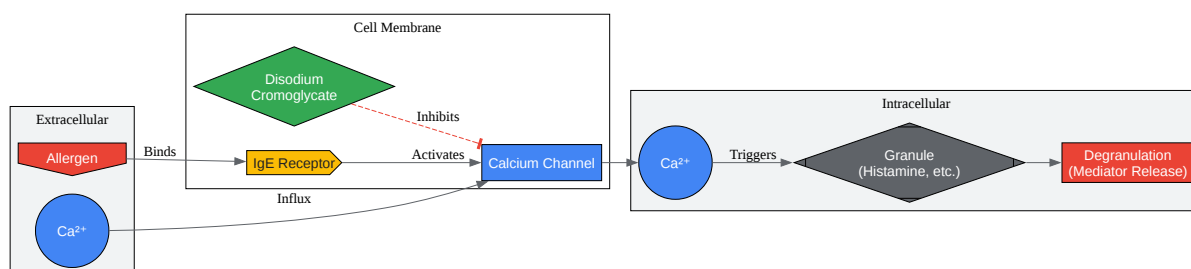 Cell Membrane
Disodium
Cromoglycate
Inhibits
Extracellular
Allergen
Binds
IgE Receptor
Activates
Calcium Channel
Influx
Ca²⁺
Intracellular
Ca²⁺
Triggers
Granule
(Histamine, etc.)
Degranulation
(Mediator Release)